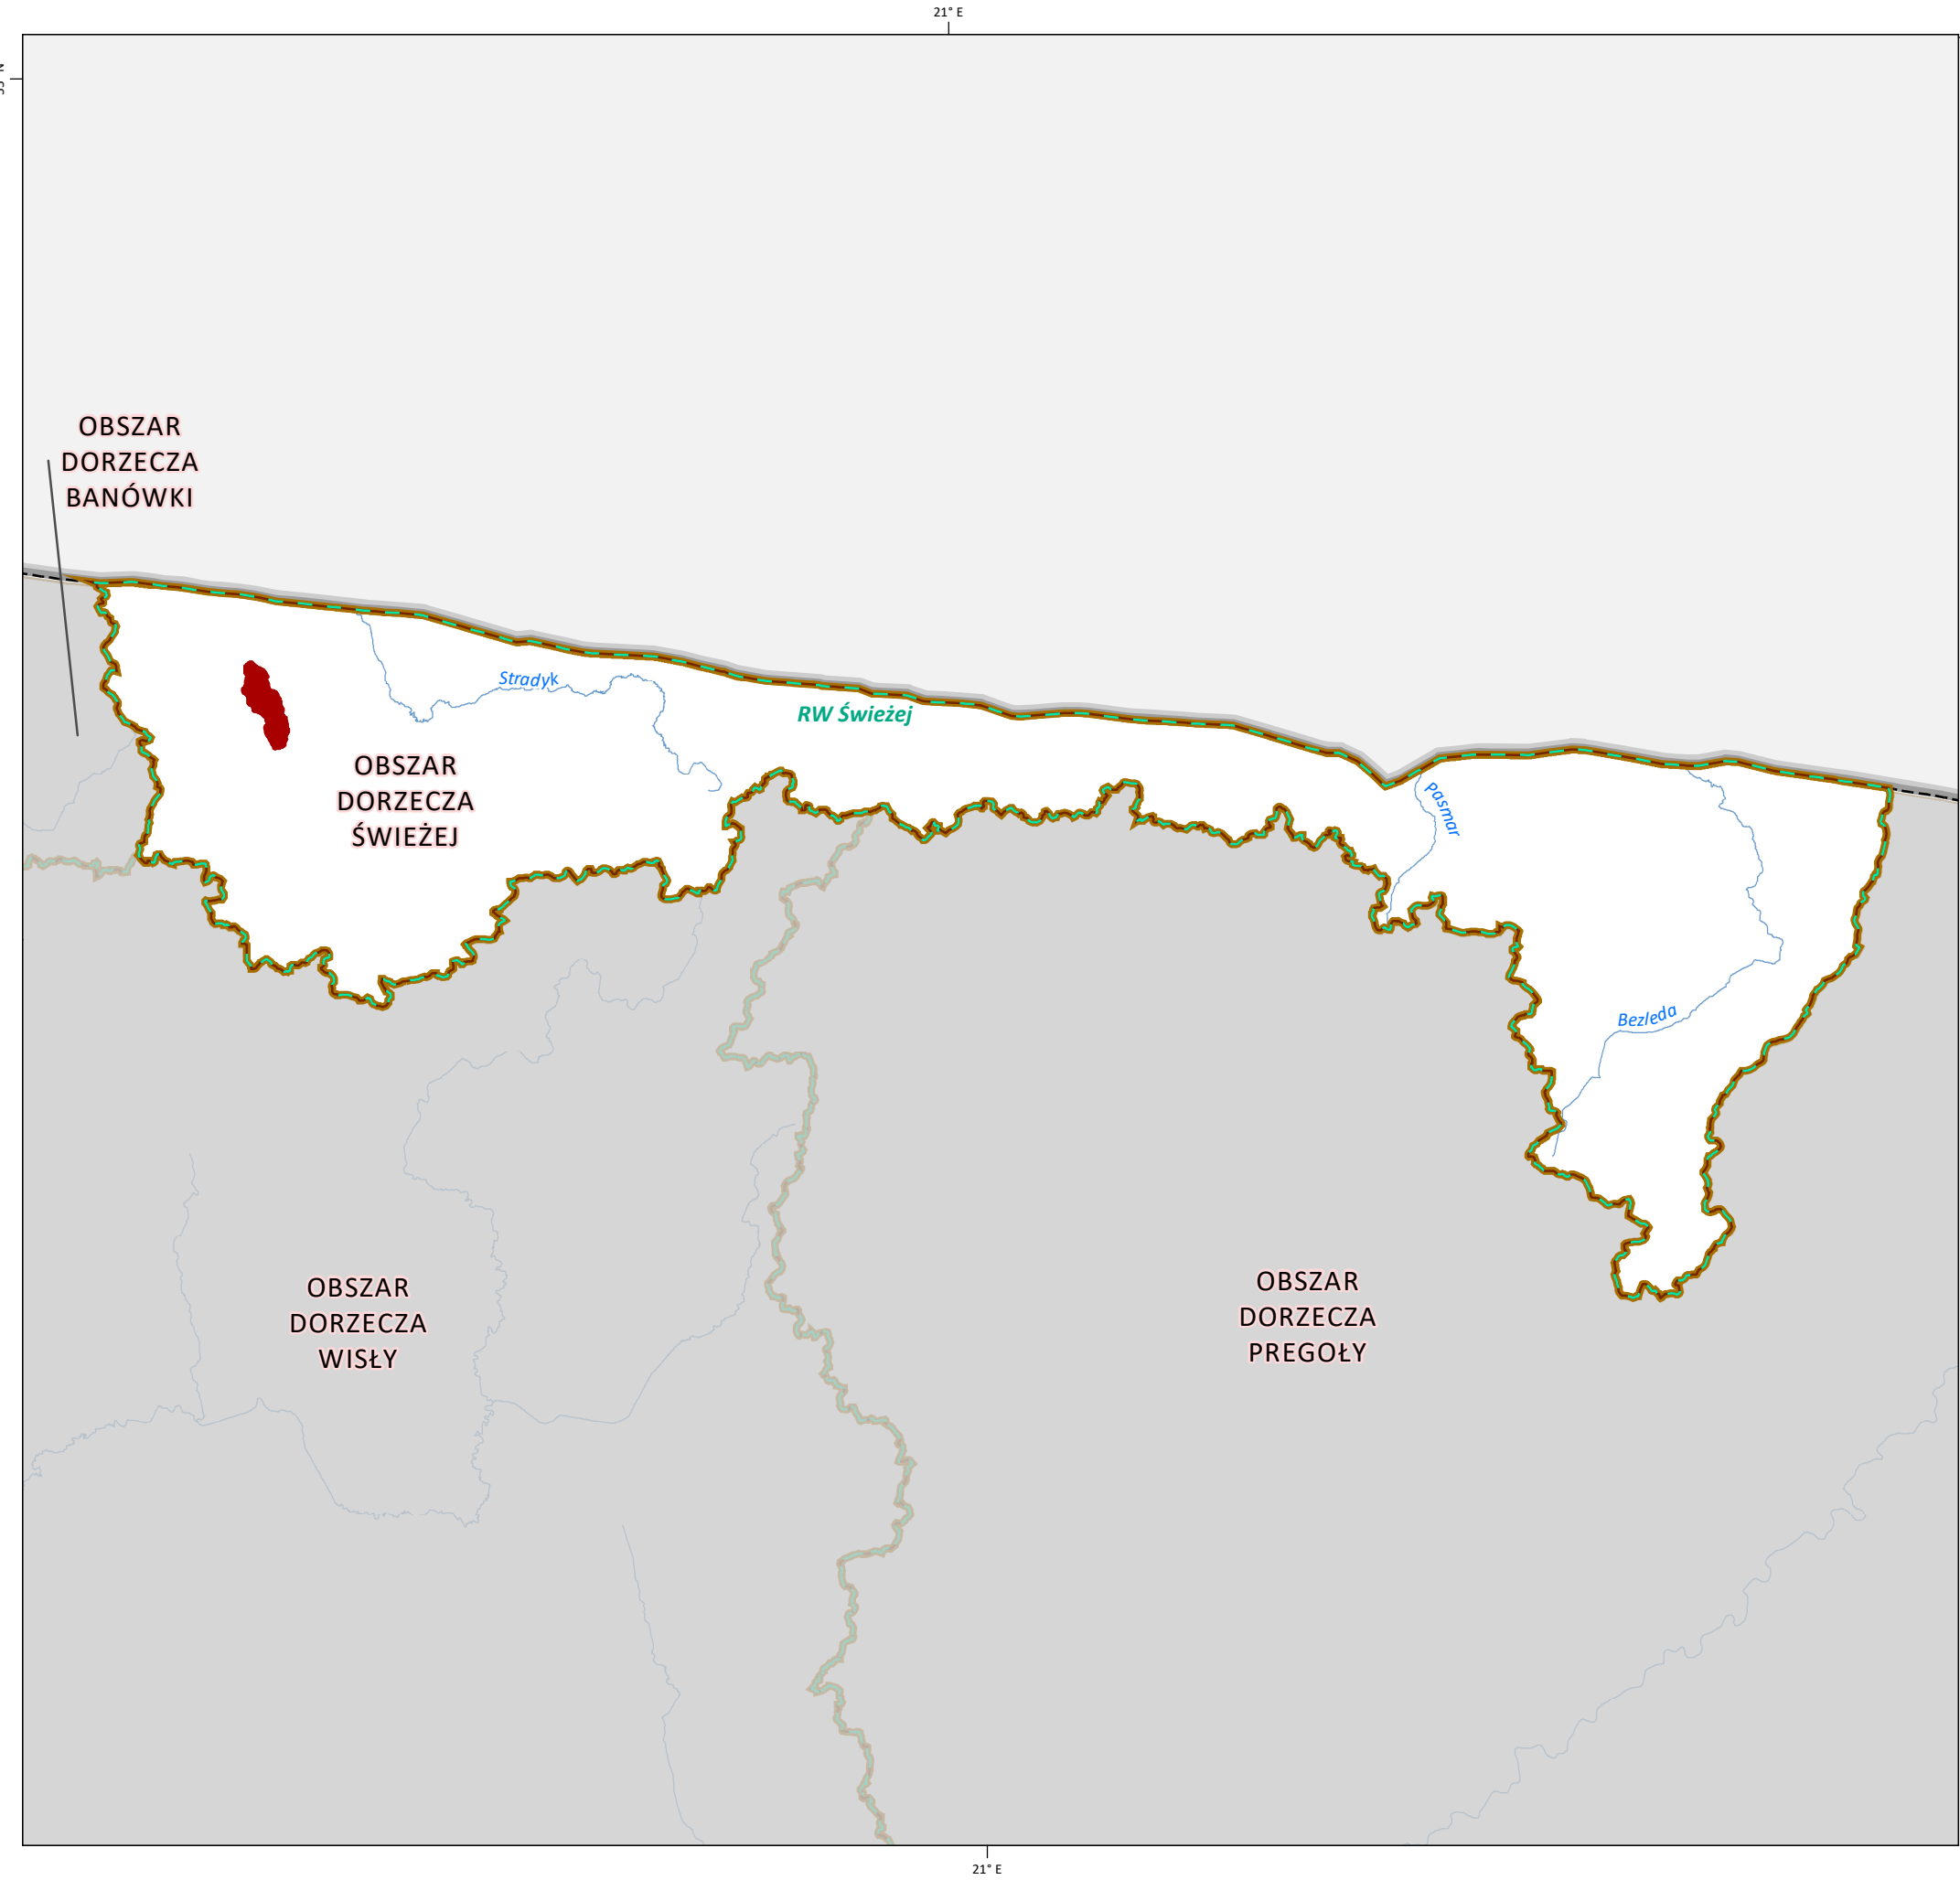 21° E
OBSZAR
DORZECZA
BANÓWKI
Stradyk
RW Świeżej
OBSZAR
DORZECZA
ŚWIEŻEJ
Pasmar
Bezleda
OBSZAR
DORZECZA
WISŁY
OBSZAR
DORZECZA
PREGOŁY
21° E